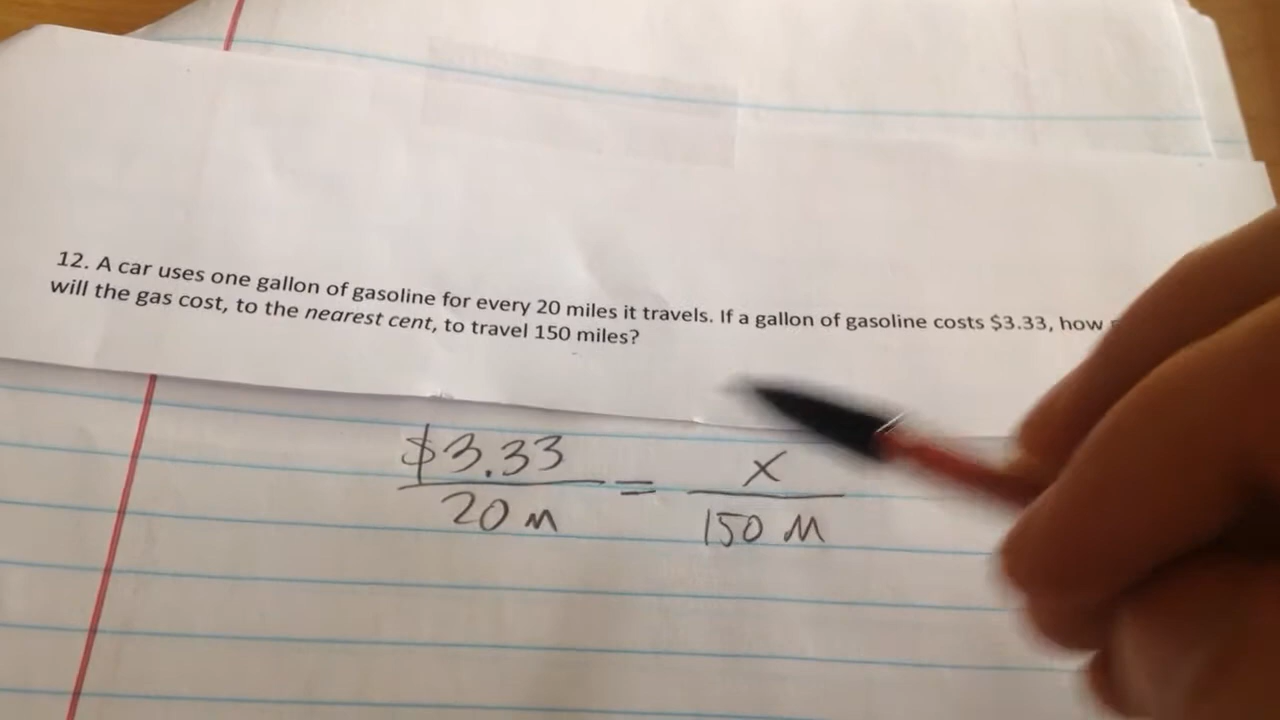 12. A car uses one gallon of gasoline for every 20 miles it travels. If a gallon of gasoline costs $3.33, how
will the gas cost, to the nearest cent, to travel 150 miles?
$3.33 = X
20 M 150 M